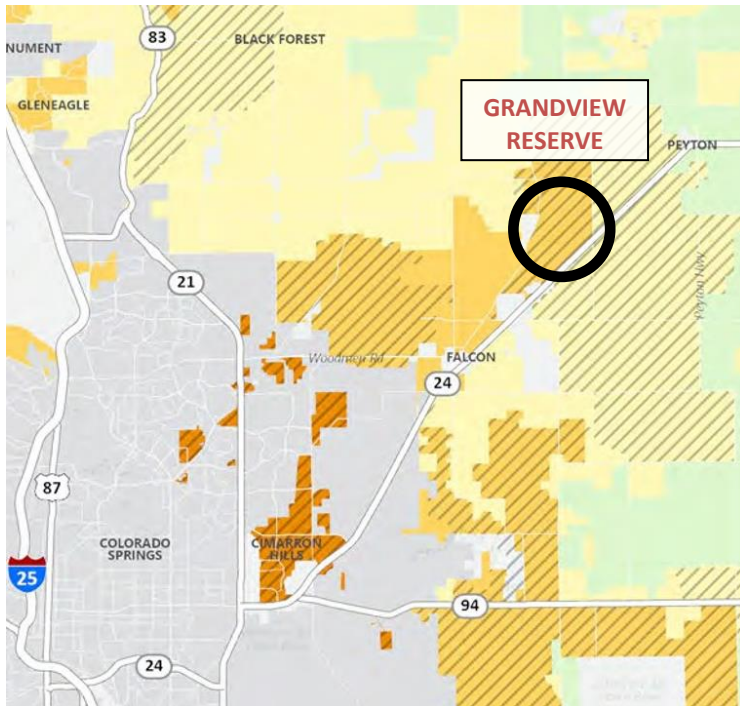 83
BLACK FOREST
NUMENT
GLENEAGLE
GRANDVIEW
RESERVE
PEYTON
21
Peyton Hwy
Woodmen Rd
FALCON
24
87
COLORADO
SPRINGS
CIMARRON
HILLS
25
94
24